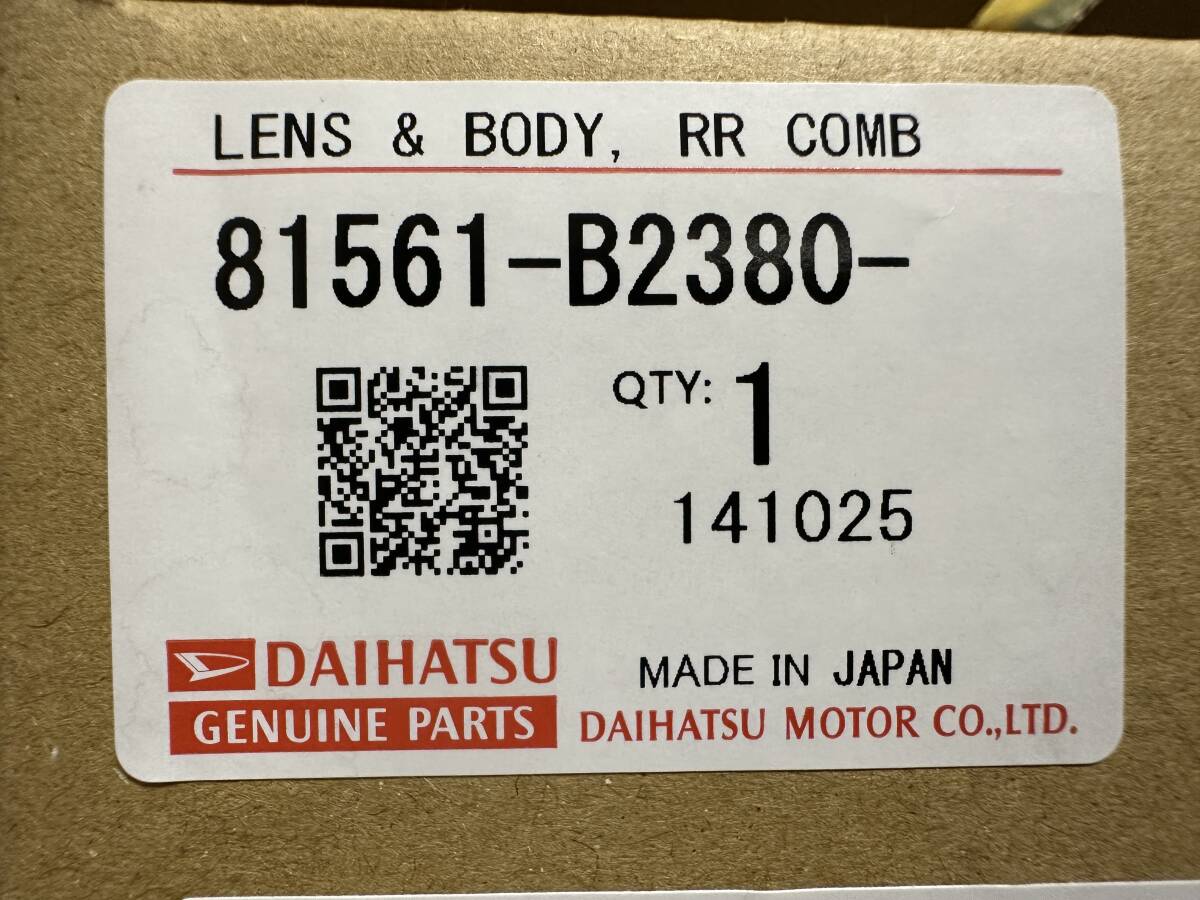 LENS & BODY, RR COMB
81561-B2380-
QTY: 1
141025
DAIHATSU
GENUINE PARTS
MADE IN JAPAN
DAIHATSU MOTOR CO.,LTD.